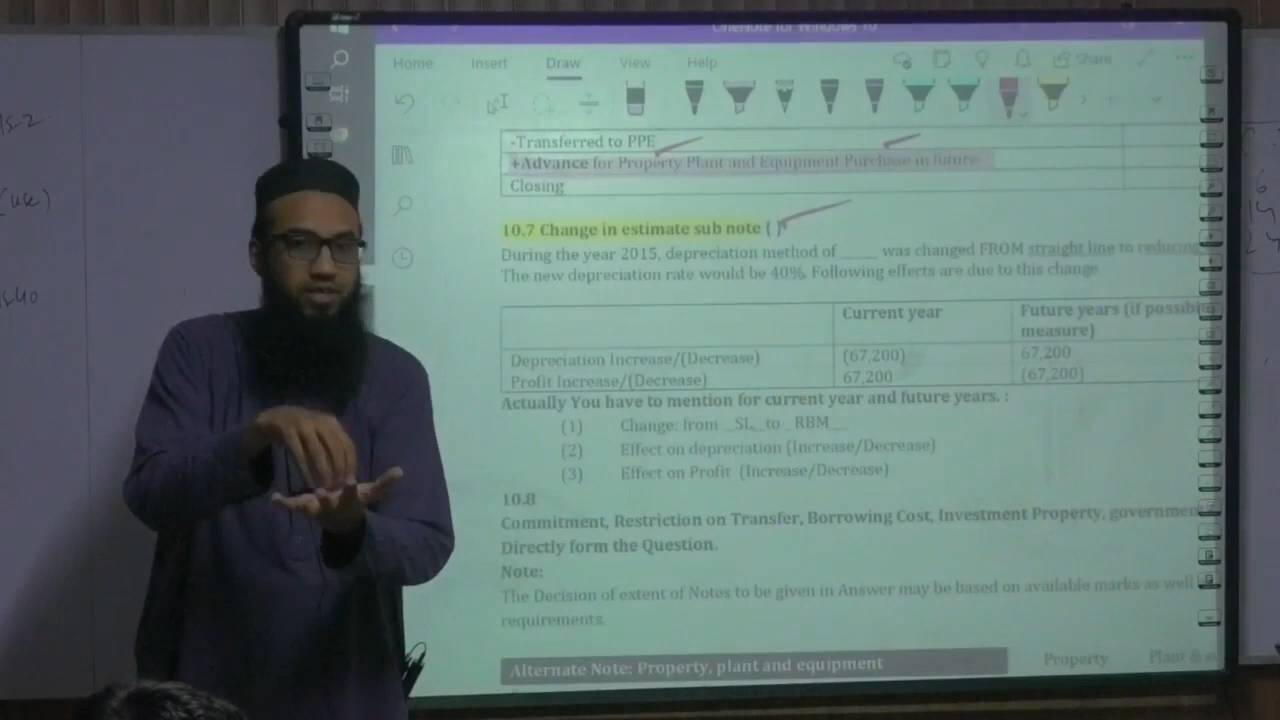 OneNote for Windows 10
Home Insert Draw View Help Share
-Transferred to PPE
+Advance for Property Plant and Equipment Purchase in future
Closing
10.7 Change in estimate sub note ( )
During the year 2015, depreciation method of ____ was changed FROM straight line to reducing
The new depreciation rate would be 40%. Following effects are due to this change
Current year Future years (if possib
measure)
Depreciation Increase/(Decrease) (67,200) 67,200
Profit Increase/(Decrease) 67,200 (67,200)
Actually You have to mention for current year and future years. :
(1) Change: from _SL_ to _RBM__
(2) Effect on depreciation (Increase/Decrease)
(3) Effect on Profit (Increase/Decrease)
10.8
Commitment, Restriction on Transfer, Borrowing Cost, Investment Property, governmen
Directly form the Question.
Note:
The Decision of extent of Notes to be given in Answer may be based on available marks as well
requirements.
Alternate Note: Property, plant and equipment
Property Plant &
(use)